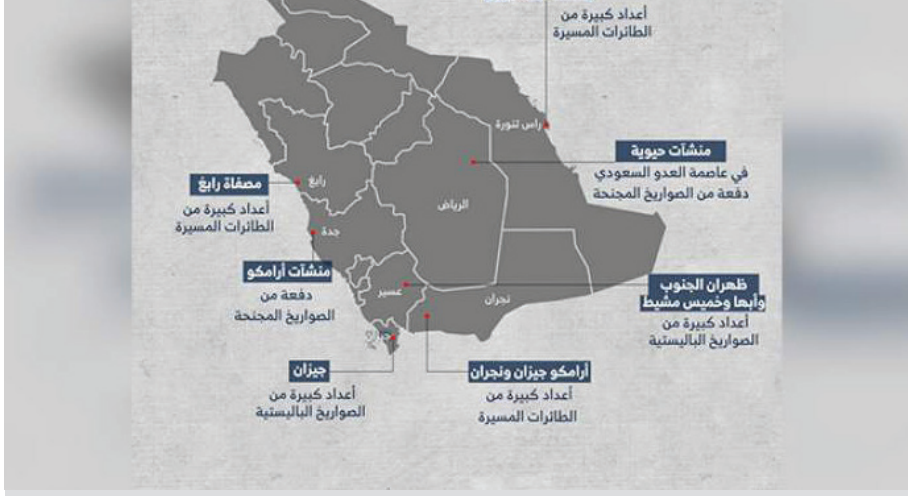 أعداد كبيرة من
الطائرات المسيرة
راس تنورة
منشآت حيوية
في عاصمة العدو السعودي
دفعة من الصواريخ المجنحة
مصفاة رابغ
أعداد كبيرة من
الطائرات المسيرة
رابغ
الرياض
جدة
منشآت أرامكو
دفعة من
الصواريخ المجنحة
عسير
نجران
ظهران الجنوب
وأبها وخميس مشيط
أعداد كبيرة من
الصواريخ الباليستية
جيزان
أعداد كبيرة من
الصواريخ الباليستية
أرامكو جيزان ونجران
أعداد كبيرة من
الطائرات المسيرة